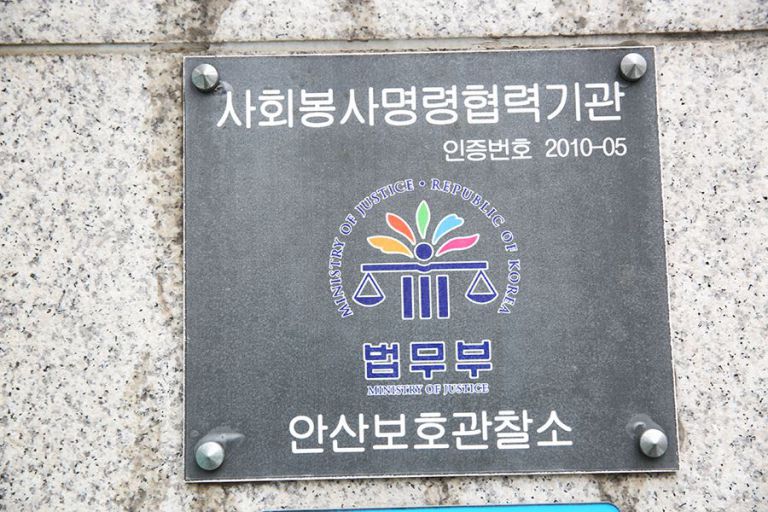 사회봉사명령협력기관
인증번호 2010-05
MINISTRY OF JUSTICE • REPUBLIC OF KOREA
법무부
MINISTRY OF JUSTICE
안산보호관찰소